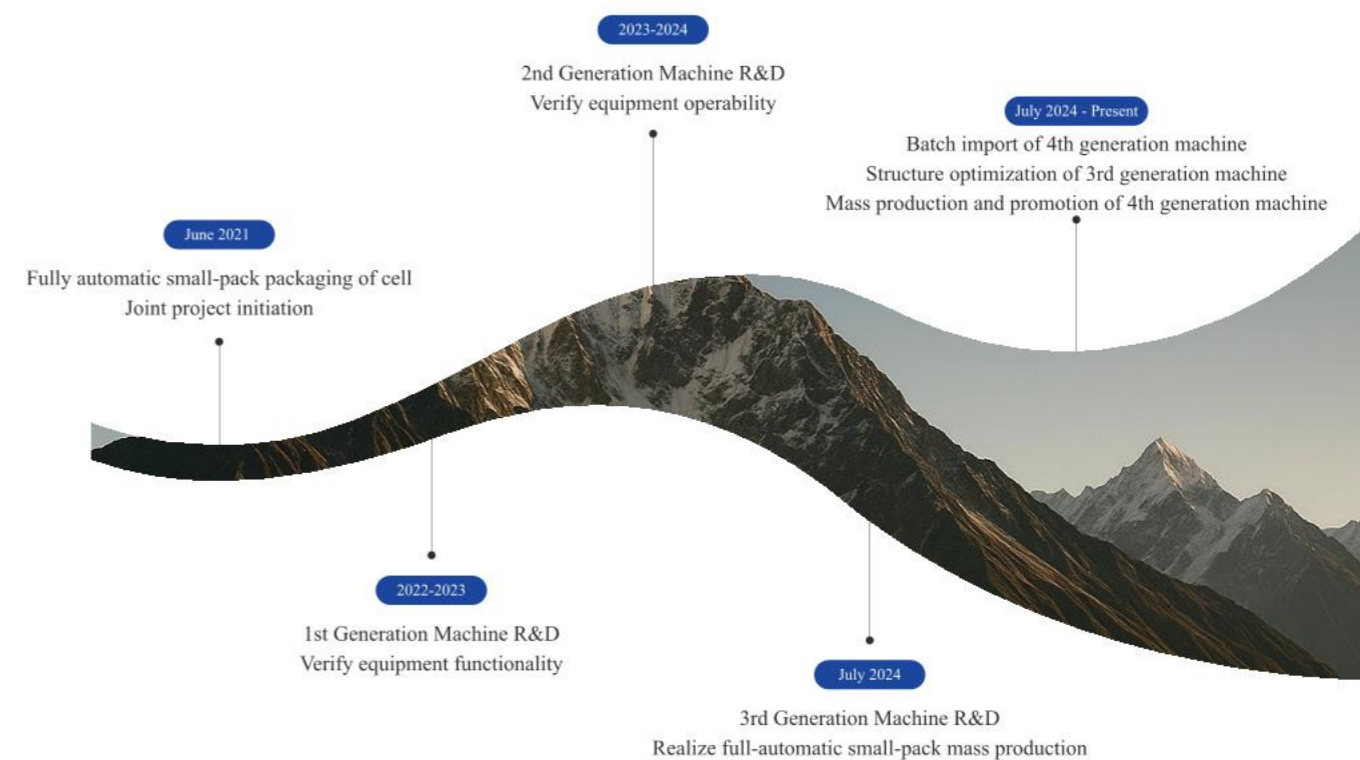 June 2021
Fully automatic small-pack packaging of cell
Joint project initiation
2022-2023
1st Generation Machine R&D
Verify equipment functionality
2023-2024
2nd Generation Machine R&D
Verify equipment operability
July 2024
3rd Generation Machine R&D
Realize full-automatic small-pack mass production
July 2024 - Present
Batch import of 4th generation machine
Structure optimization of 3rd generation machine
Mass production and promotion of 4th generation machine